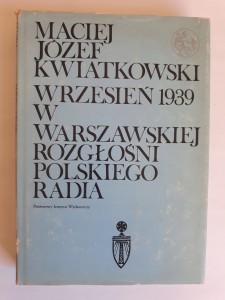 MACIEJ
JÓZEF
KWIATKOWSKI
WRZESIEŃ 1939
W
WARSZAWSKIEJ
ROZGŁOŚNI
POLSKIEGO
RADIA
Państwowy Instytut Wydawniczy